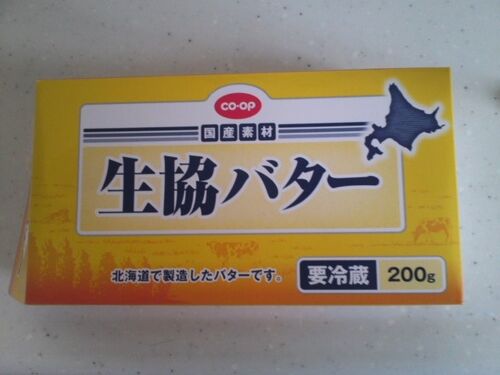 CO・OP
国産素材
生協バター
北海道で製造したバターです。
要冷蔵 200g